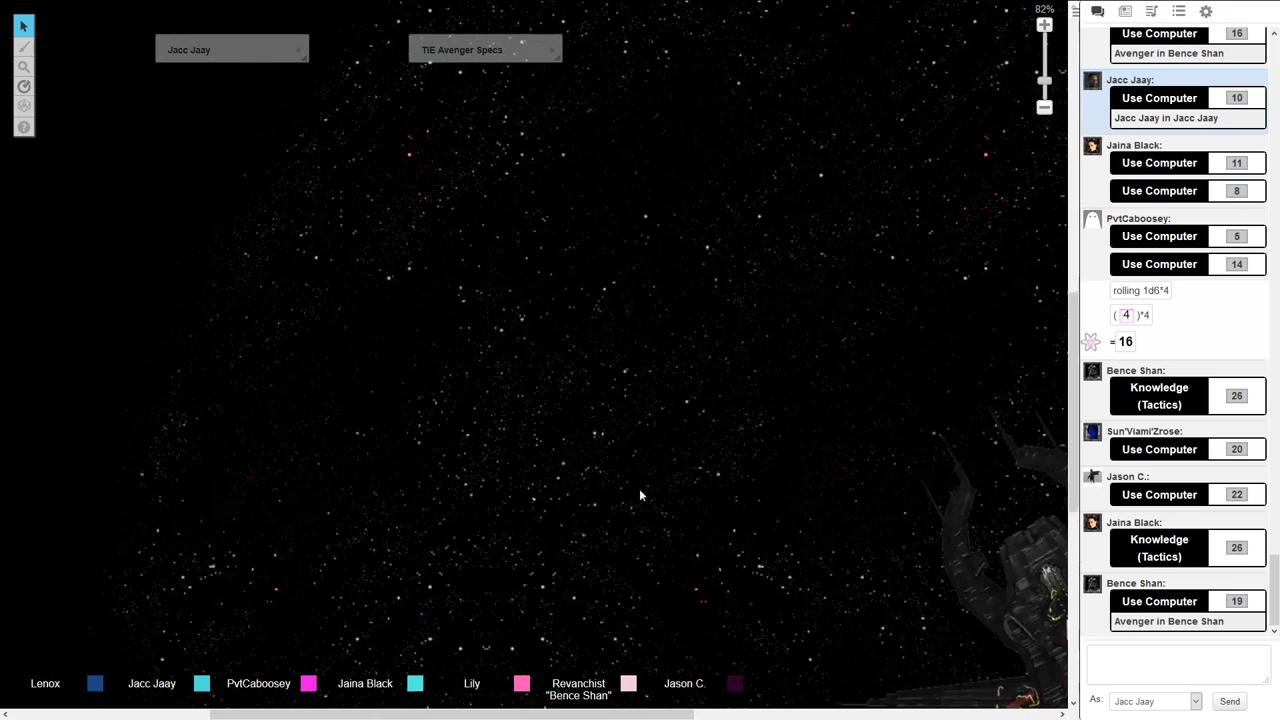 82%
Jacc Jaay
TIE Avenger Specs
Use Computer 16
Avenger in Bence Shan
Jacc Jaay:
Use Computer 10
Jacc Jaay in Jacc Jaay
Jaina Black:
Use Computer 11
Use Computer 8
PvtCaboosey:
Use Computer 5
Use Computer 14
rolling 1d6*4
( 4 )*4
= 16
Bence Shan:
Knowledge
(Tactics) 26
Sun'Viami'Zrose:
Use Computer 20
Jason C.:
Use Computer 22
Jaina Black:
Knowledge
(Tactics) 26
Bence Shan:
Use Computer 19
Avenger in Bence Shan
Lenox Jacc Jaay PvtCaboosey Jaina Black Lily Revanchist Jason C.
"Bence Shan"
As: Jacc Jaay Send